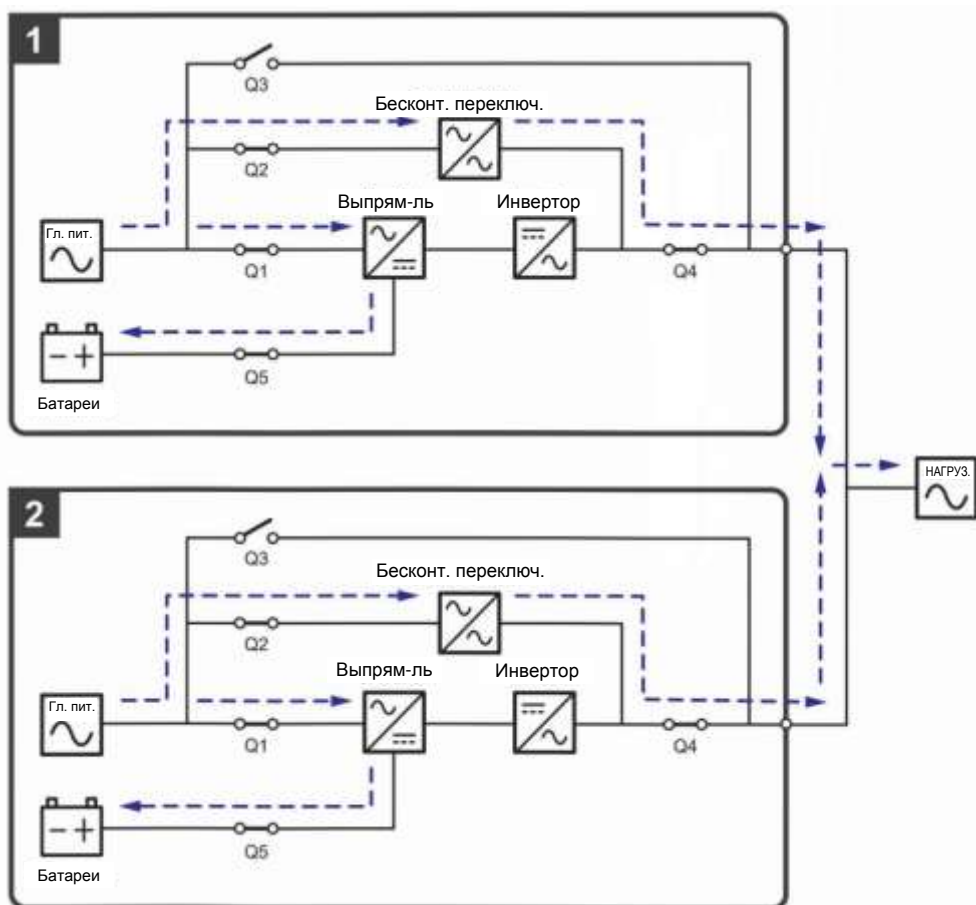 1
Q3
Бесконт. переключ.
Q2
Выпрям-ль
Инвертор
Гл. пит.
Q1
Q4
Q5
Батареи
НАГРУЗ.
2
Q3
Бесконт. переключ.
Q2
Выпрям-ль
Инвертор
Гл. пит.
Q1
Q4
Q5
Батареи